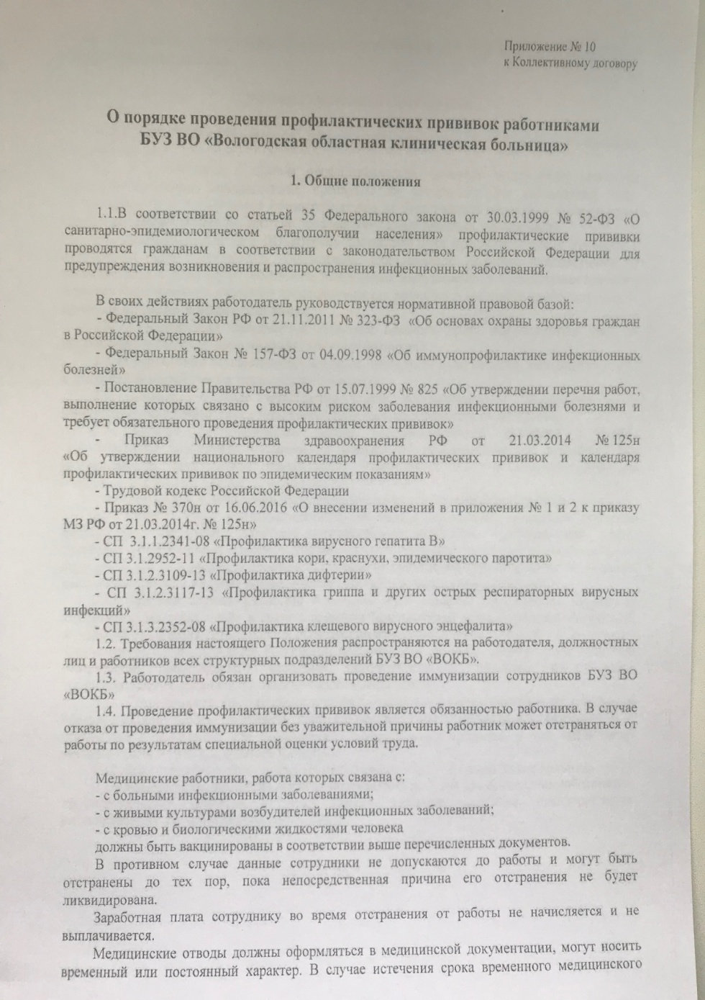 Приложение № 10
к Коллективному договору
О порядке проведения профилактических прививок работниками
БУЗ ВО «Вологодская областная клиническая больница»
1. Общие положения
1.1.В соответствии со статьей 35 Федерального закона от 30.03.1999 № 52-ФЗ «О
санитарно-эпидемиологическом благополучии населения» профилактические прививки
проводятся гражданам в соответствии с законодательством Российской Федерации для
предупреждения возникновения и распространения инфекционных заболеваний.
В своих действиях работодатель руководствуется нормативной правовой базой:
- Федеральный Закон РФ от 21.11.2011 № 323-ФЗ «Об основах охраны здоровья граждан
в Российской Федерации»
- Федеральный Закон № 157-ФЗ от 04.09.1998 «Об иммунопрофилактике инфекционных
болезней»
- Постановление Правительства РФ от 15.07.1999 № 825 «Об утверждении перечня работ,
выполнение которых связано с высоким риском заболевания инфекционными болезнями и
требует обязательного проведения профилактических прививок»
- Приказ Министерства здравоохранения РФ от 21.03.2014 № 125н
«Об утверждении национального календаря профилактических прививок и календаря
профилактических прививок по эпидемическим показаниям»
- Трудовой кодекс Российской Федерации
- Приказ № 370н от 16.06.2016 «О внесении изменений в приложения № 1 и 2 к приказу
МЗ РФ от 21.03.2014г. № 125н»
- СП 3.1.1.2341-08 «Профилактика вирусного гепатита В»
- СП 3.1.2952-11 «Профилактика кори, краснухи, эпидемического паротита»
- СП 3.1.2.3109-13 «Профилактика дифтерии»
- СП 3.1.2.3117-13 «Профилактика гриппа и других острых респираторных вирусных
инфекций»
- СП 3.1.3.2352-08 «Профилактика клещевого вирусного энцефалита»
1.2. Требования настоящего Положения распространяются на работодателя, должностных
лиц и работников всех структурных подразделений БУЗ ВО «ВОКБ».
1.3. Работодатель обязан организовать проведение иммунизации сотрудников БУЗ ВО
«ВОКБ»
1.4. Проведение профилактических прививок является обязанностью работника. В случае
отказа от проведения иммунизации без уважительной причины работник может отстраняться от
работы по результатам специальной оценки условий труда.
Медицинские работники, работа которых связана с:
- с больными инфекционными заболеваниями;
- с живыми культурами возбудителей инфекционных заболеваний;
- с кровью и биологическими жидкостями человека
должны быть вакцинированы в соответствии выше перечисленных документов.
В противном случае данные сотрудники не допускаются до работы и могут быть
отстранены до тех пор, пока непосредственная причина его отстранения не будет
ликвидирована.
Заработная плата сотруднику во время отстранения от работы не начисляется и не
выплачивается.
Медицинские отводы должны оформляться в медицинской документации, могут носить
временный или постоянный характер. В случае истечения срока временного медицинского